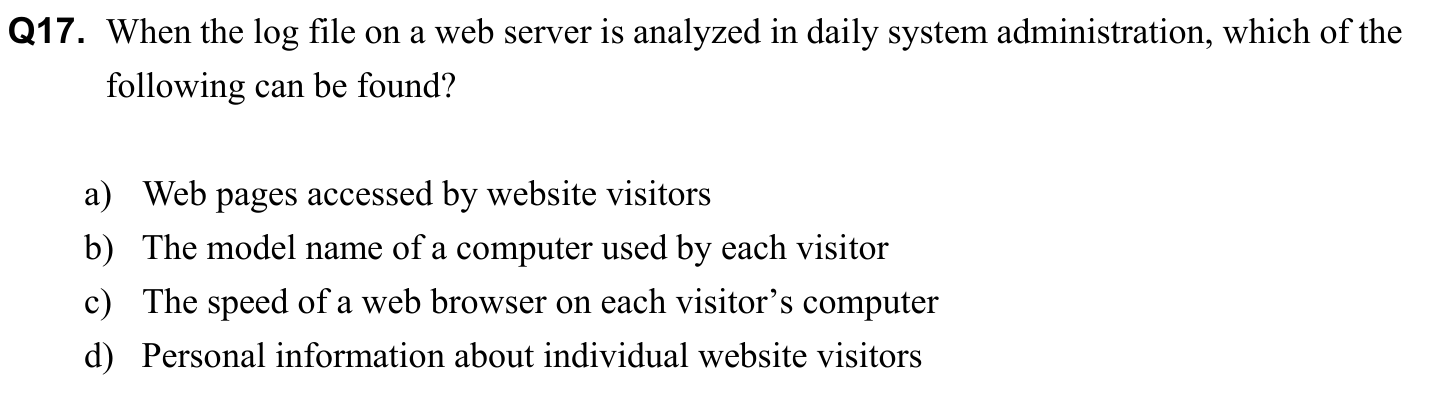 Q17. When the log file on a web server is analyzed in daily system administration, which of the
following can be found?
a) Web pages accessed by website visitors
b) The model name of a computer used by each visitor
c) The speed of a web browser on each visitor’s computer
d) Personal information about individual website visitors